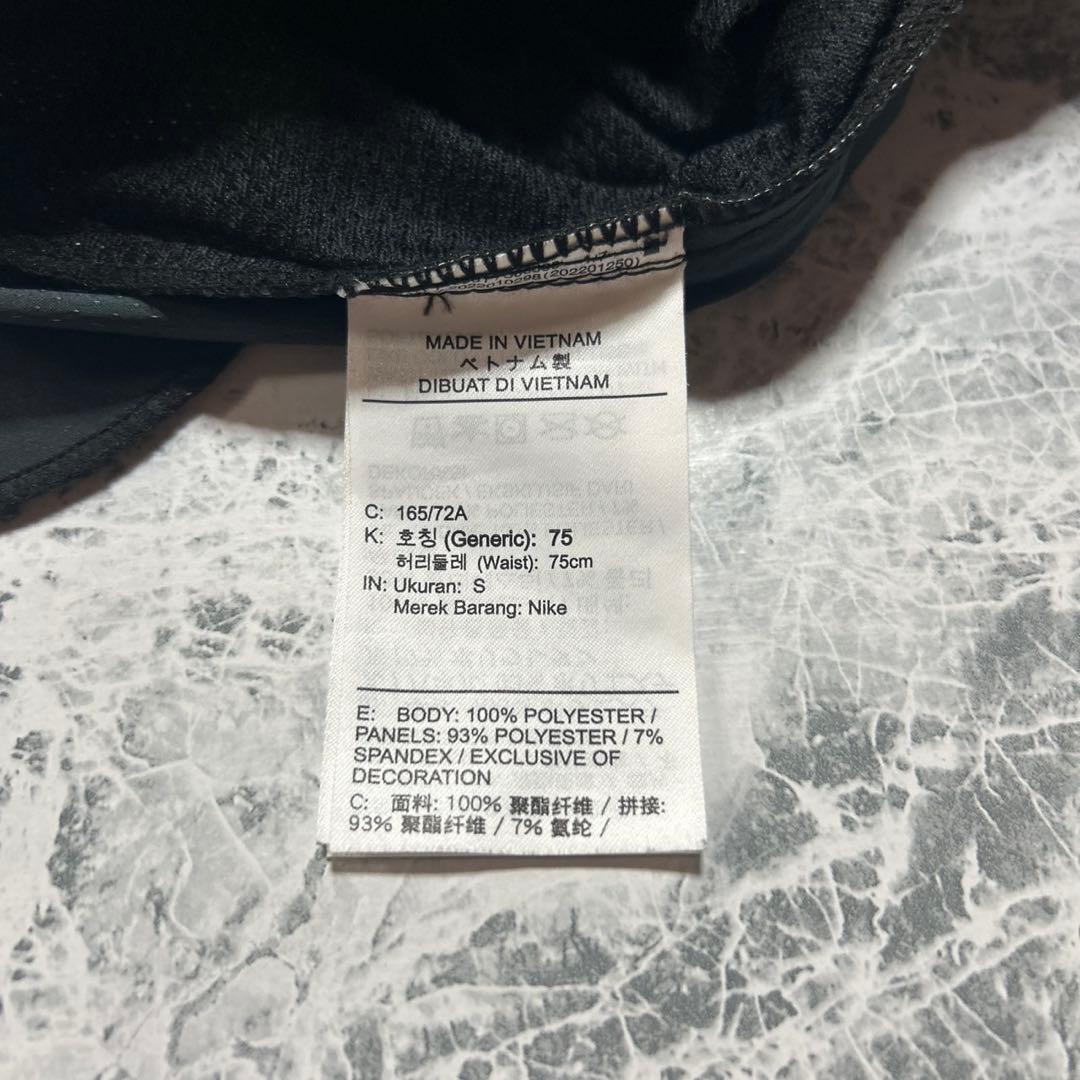 2022010298(202201250)
MADE IN VIETNAM
ベトナム製
DIBUAT DI VIETNAM
C: 165/72A
K: 호칭 (Generic): 75
허리둘레 (Waist): 75cm
IN: Ukuran: S
Merek Barang: Nike
E: BODY: 100% POLYESTER /
PANELS: 93% POLYESTER / 7%
SPANDEX / EXCLUSIVE OF
DECORATION
C: 面料: 100% 聚酯纤维 / 拼接:
93% 聚酯纤维 / 7% 氨纶 /